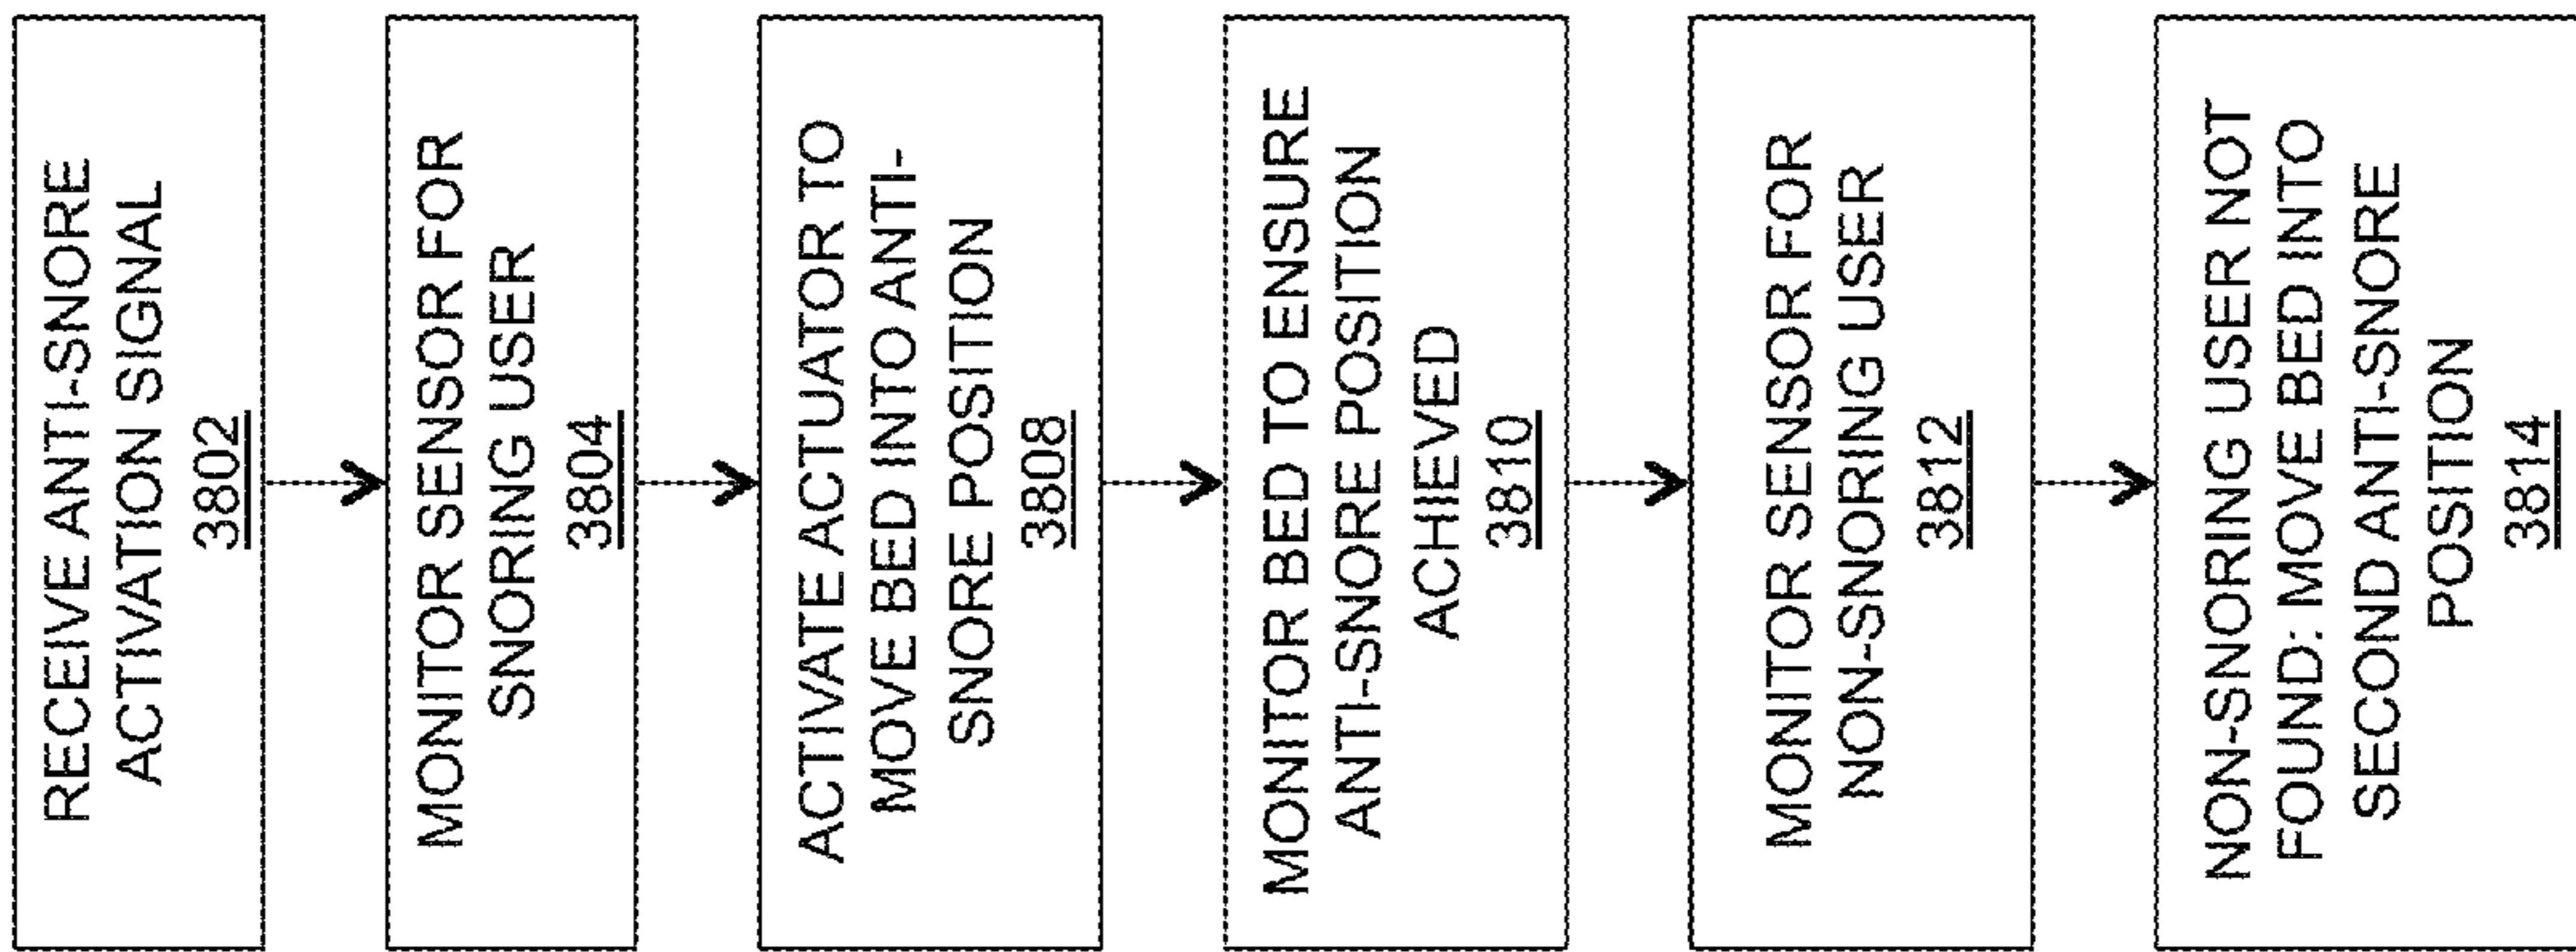 RECEIVE ANTI-SNORE
ACTIVATION SIGNAL
3802
MONITOR SENSOR FOR
SNORING USER
3804
ACTIVATE ACTUATOR TO
MOVE BED INTO ANTI-
SNORE POSITION
3808
MONITOR BED TO ENSURE
ANTI-SNORE POSITION
ACHIEVED
3810
MONITOR SENSOR FOR
NON-SNORING USER
3812
NON-SNORING USER NOT
FOUND: MOVE BED INTO
SECOND ANTI-SNORE
POSITION
3814